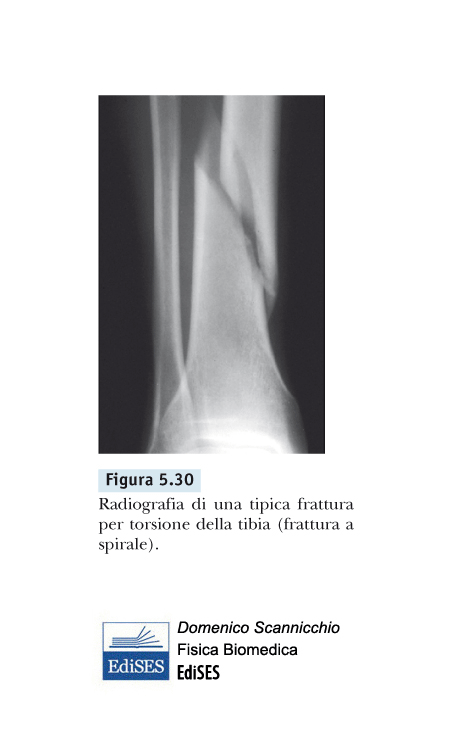 Figura 5.30
Radiografia di una tipica frattura
per torsione della tibia (frattura a
spirale).
EdiSES
Domenico Scannicchio
Fisica Biomedica
EdiSES